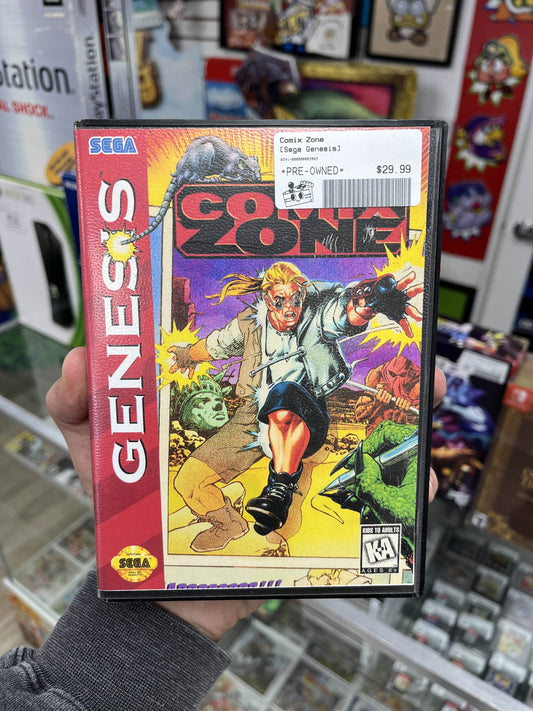 Station
PlayStation
AL SHOCK.
SEGA
GENESIS
Comix Zone
[Sega Genesis]
*PRE-OWNED* $29.99
COMIX
ZONE
KIDS TO ADULTS
K-A
AGES 6+
SEGA